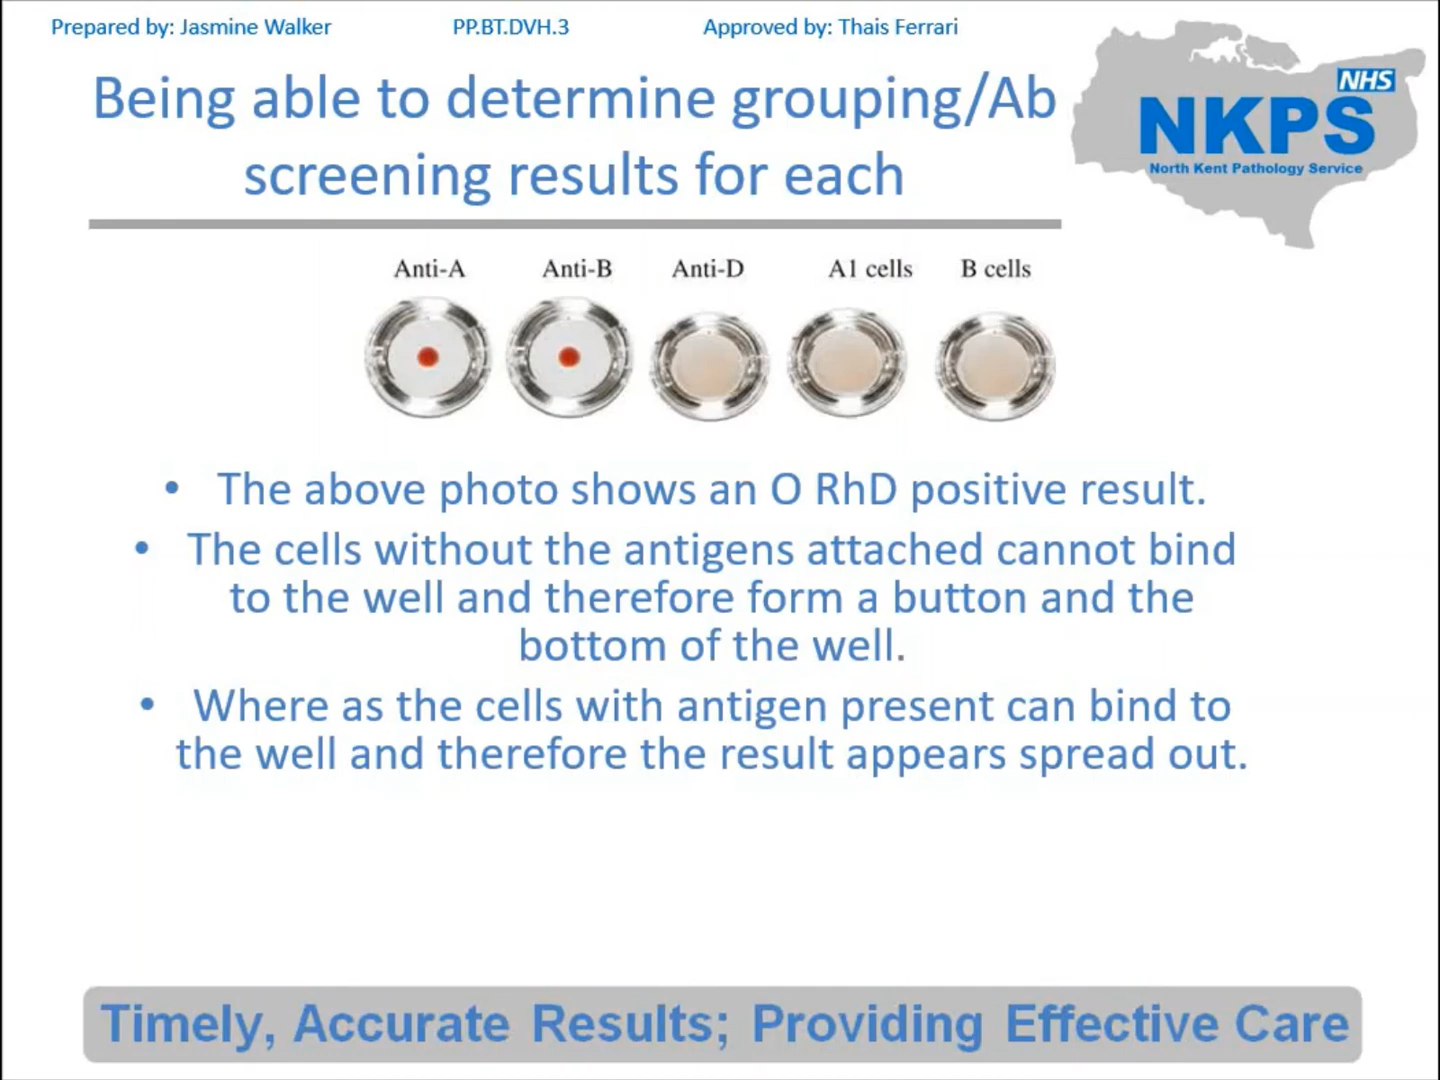 Prepared by: Jasmine Walker PP.BT.DVH.3 Approved by: Thais Ferrari
NHS
NKPS
North Kent Pathology Service
Being able to determine grouping/Ab
screening results for each
Anti-A Anti-B Anti-D A1 cells B cells
• The above photo shows an O RhD positive result.
• The cells without the antigens attached cannot bind
to the well and therefore form a button and the
bottom of the well.
• Where as the cells with antigen present can bind to
the well and therefore the result appears spread out.
Timely, Accurate Results; Providing Effective Care